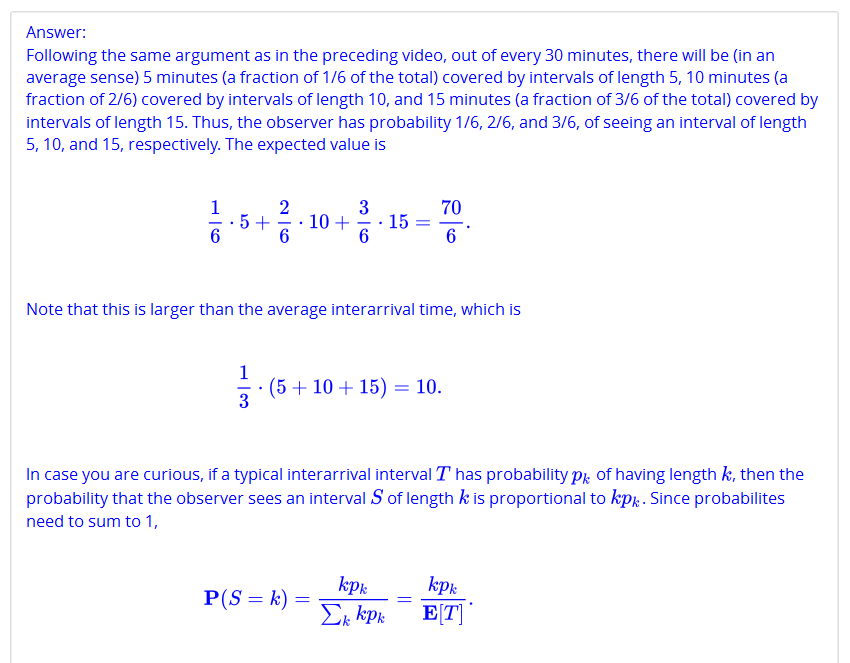 Answer:
Following the same argument as in the preceding video, out of every 30 minutes, there will be (in an
average sense) 5 minutes (a fraction of 1/6 of the total) covered by intervals of length 5, 10 minutes (a
fraction of 2/6) covered by intervals of length 10, and 15 minutes (a fraction of 3/6 of the total) covered by
intervals of length 15. Thus, the observer has probability 1/6, 2/6, and 3/6, of seeing an interval of length
5, 10, and 15, respectively. The expected value is
1/6 · 5 + 2/6 · 10 + 3/6 · 15 = 70/6.
Note that this is larger than the average interarrival time, which is
1/3 · (5 + 10 + 15) = 10.
In case you are curious, if a typical interarrival interval T has probability p_k of having length k, then the
probability that the observer sees an interval S of length k is proportional to kp_k. Since probabilites
need to sum to 1,
P(S = k) = kp_k / ∑_k kp_k = kp_k / E[T].